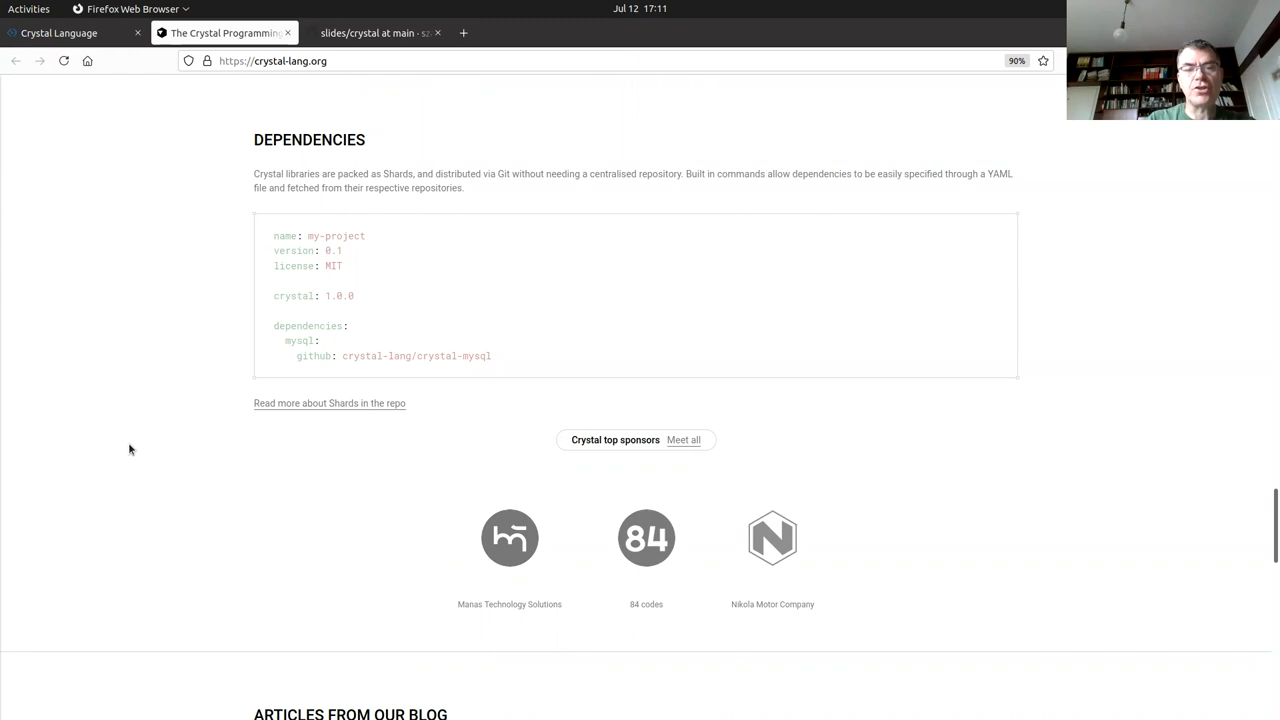 Activities
Firefox Web Browser
Jul 12 17:11
Crystal Language
The Crystal Programming
slides/crystal at main · sz
https://crystal-lang.org
90%
DEPENDENCIES
Crystal libraries are packed as Shards, and distributed via Git without needing a centralised repository. Built in commands allow dependencies to be easily specified through a YAML
file and fetched from their respective repositories.
name: my-project
version: 0.1
license: MIT
crystal: 1.0.0
dependencies:
mysql:
github: crystal-lang/crystal-mysql
Read more about Shards in the repo
Crystal top sponsors Meet all
84
Manas Technology Solutions
84 codes
Nikola Motor Company
ARTICLES FROM OUR BLOG